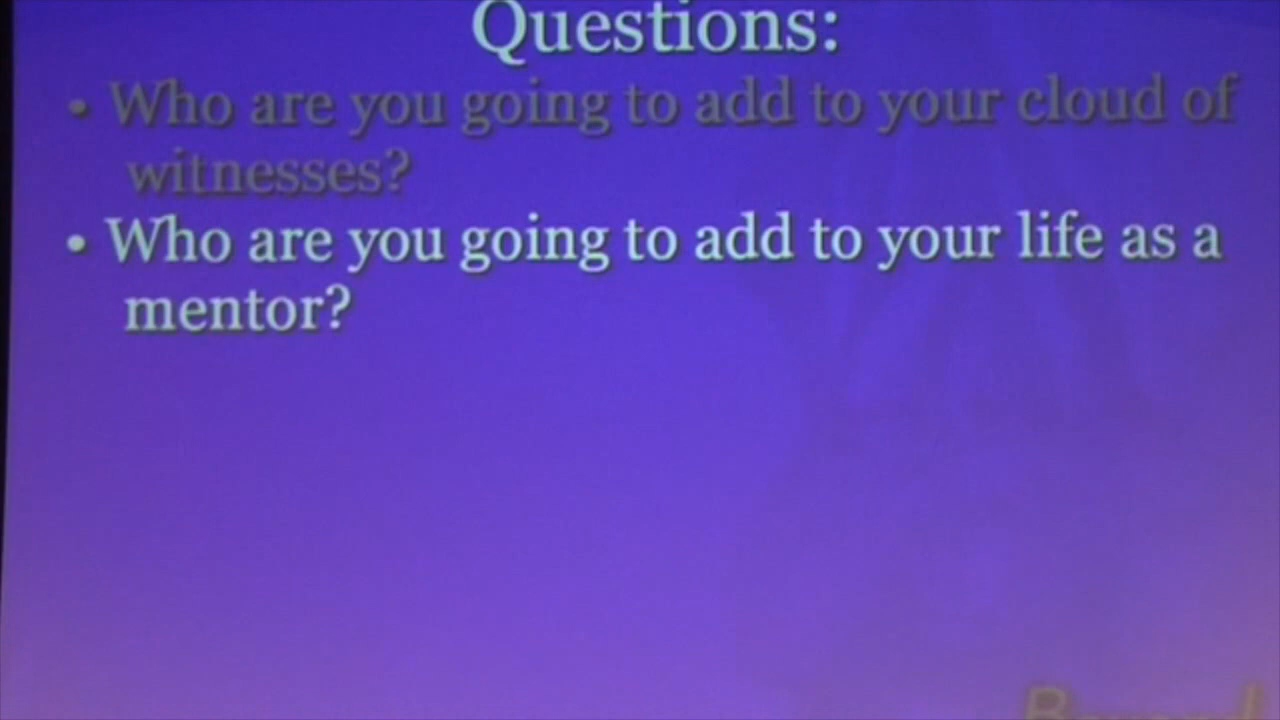 Questions:
• Who are you going to add to your cloud of
witnesses?
• Who are you going to add to your life as a
mentor?